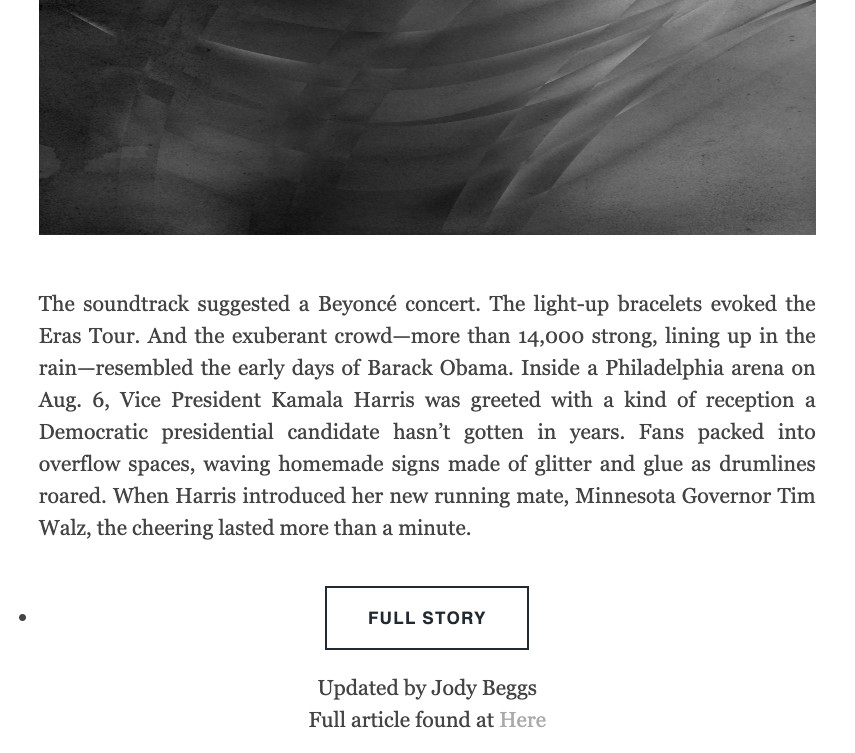 The soundtrack suggested a Beyoncé concert. The light-up bracelets evoked the
Eras Tour. And the exuberant crowd—more than 14,000 strong, lining up in the
rain—resembled the early days of Barack Obama. Inside a Philadelphia arena on
Aug. 6, Vice President Kamala Harris was greeted with a kind of reception a
Democratic presidential candidate hasn’t gotten in years. Fans packed into
overflow spaces, waving homemade signs made of glitter and glue as drumlines
roared. When Harris introduced her new running mate, Minnesota Governor Tim
Walz, the cheering lasted more than a minute.
FULL STORY
Updated by Jody Beggs
Full article found at Here